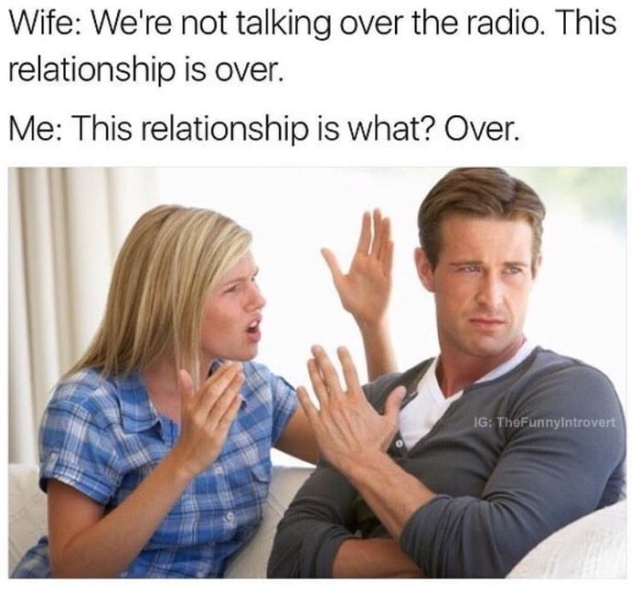 Wife: We're not talking over the radio. This
relationship is over.
Me: This relationship is what? Over.
IG: TheFunnyIntrovert